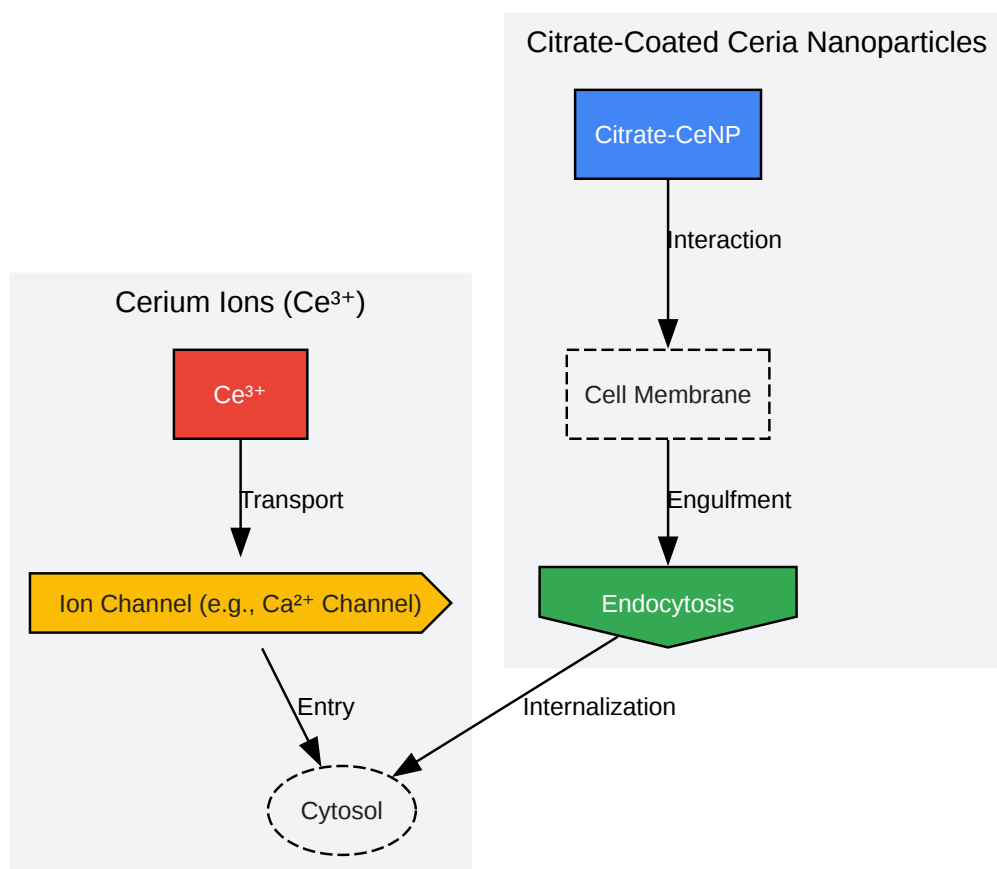 Citrate-Coated Ceria Nanoparticles
Citrate-CeNP
Interaction
Cerium Ions (Ce³⁺)
Ce³⁺
Cell Membrane
Transport
Engulfment
Ion Channel (e.g., Ca²⁺ Channel)
Endocytosis
Entry
Internalization
Cytosol